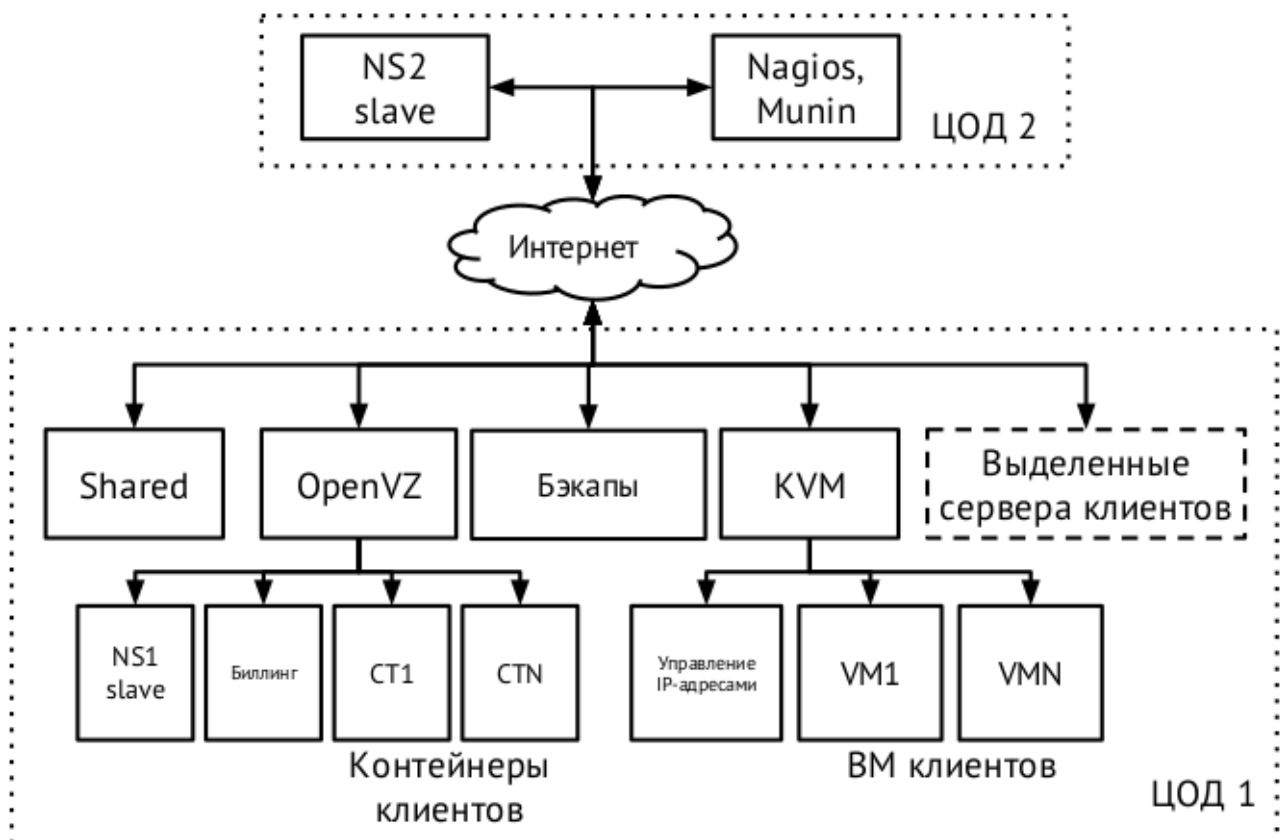 NS2
slave
Nagios,
Munin
ЦОД 2
Интернет
Shared
OpenVZ
Бэкапы
KVM
Выделенные
сервера клиентов
NS1
slave
Биллинг
CT1
CTN
Управление
IP-адресами
VM1
VMN
Контейнеры
клиентов
ВМ клиентов
ЦОД 1